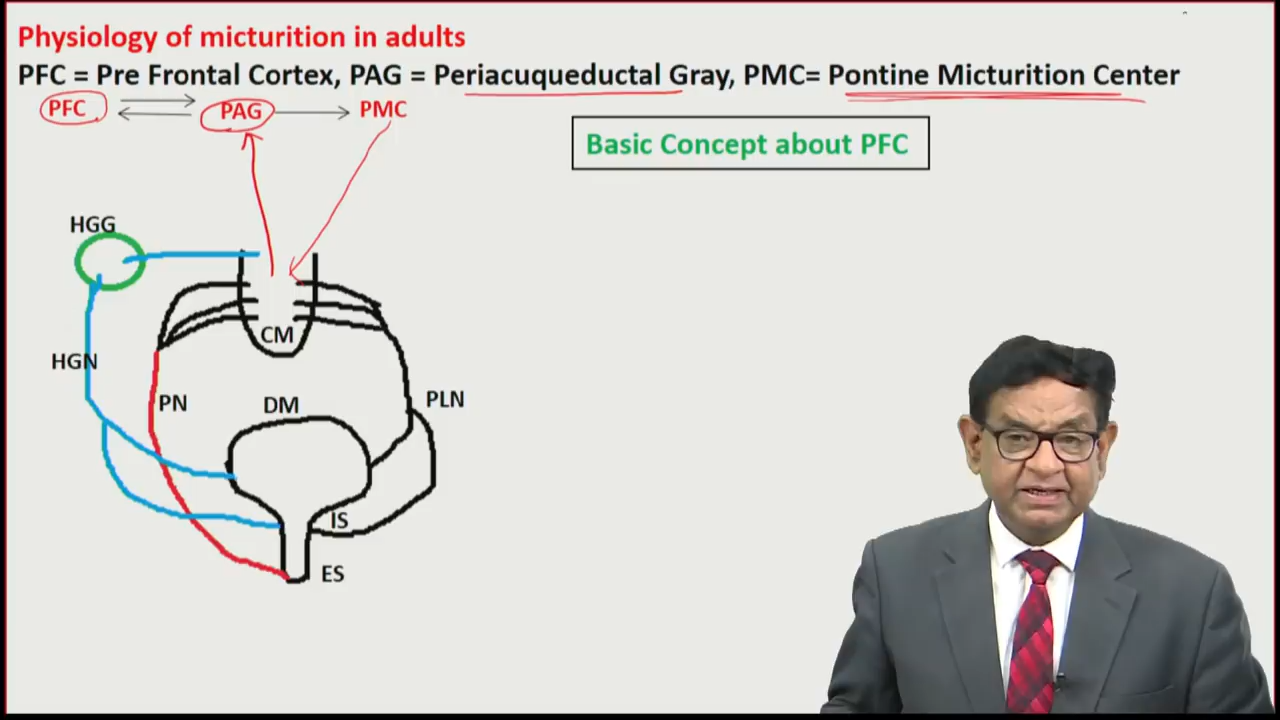 Physiology of micturition in adults
PFC = Pre Frontal Cortex, PAG = Periacuqueductal Gray, PMC= Pontine Micturition Center
PFC PAG PMC
Basic Concept about PFC
HGG
CM
HGN
PN DM PLN
IS
ES